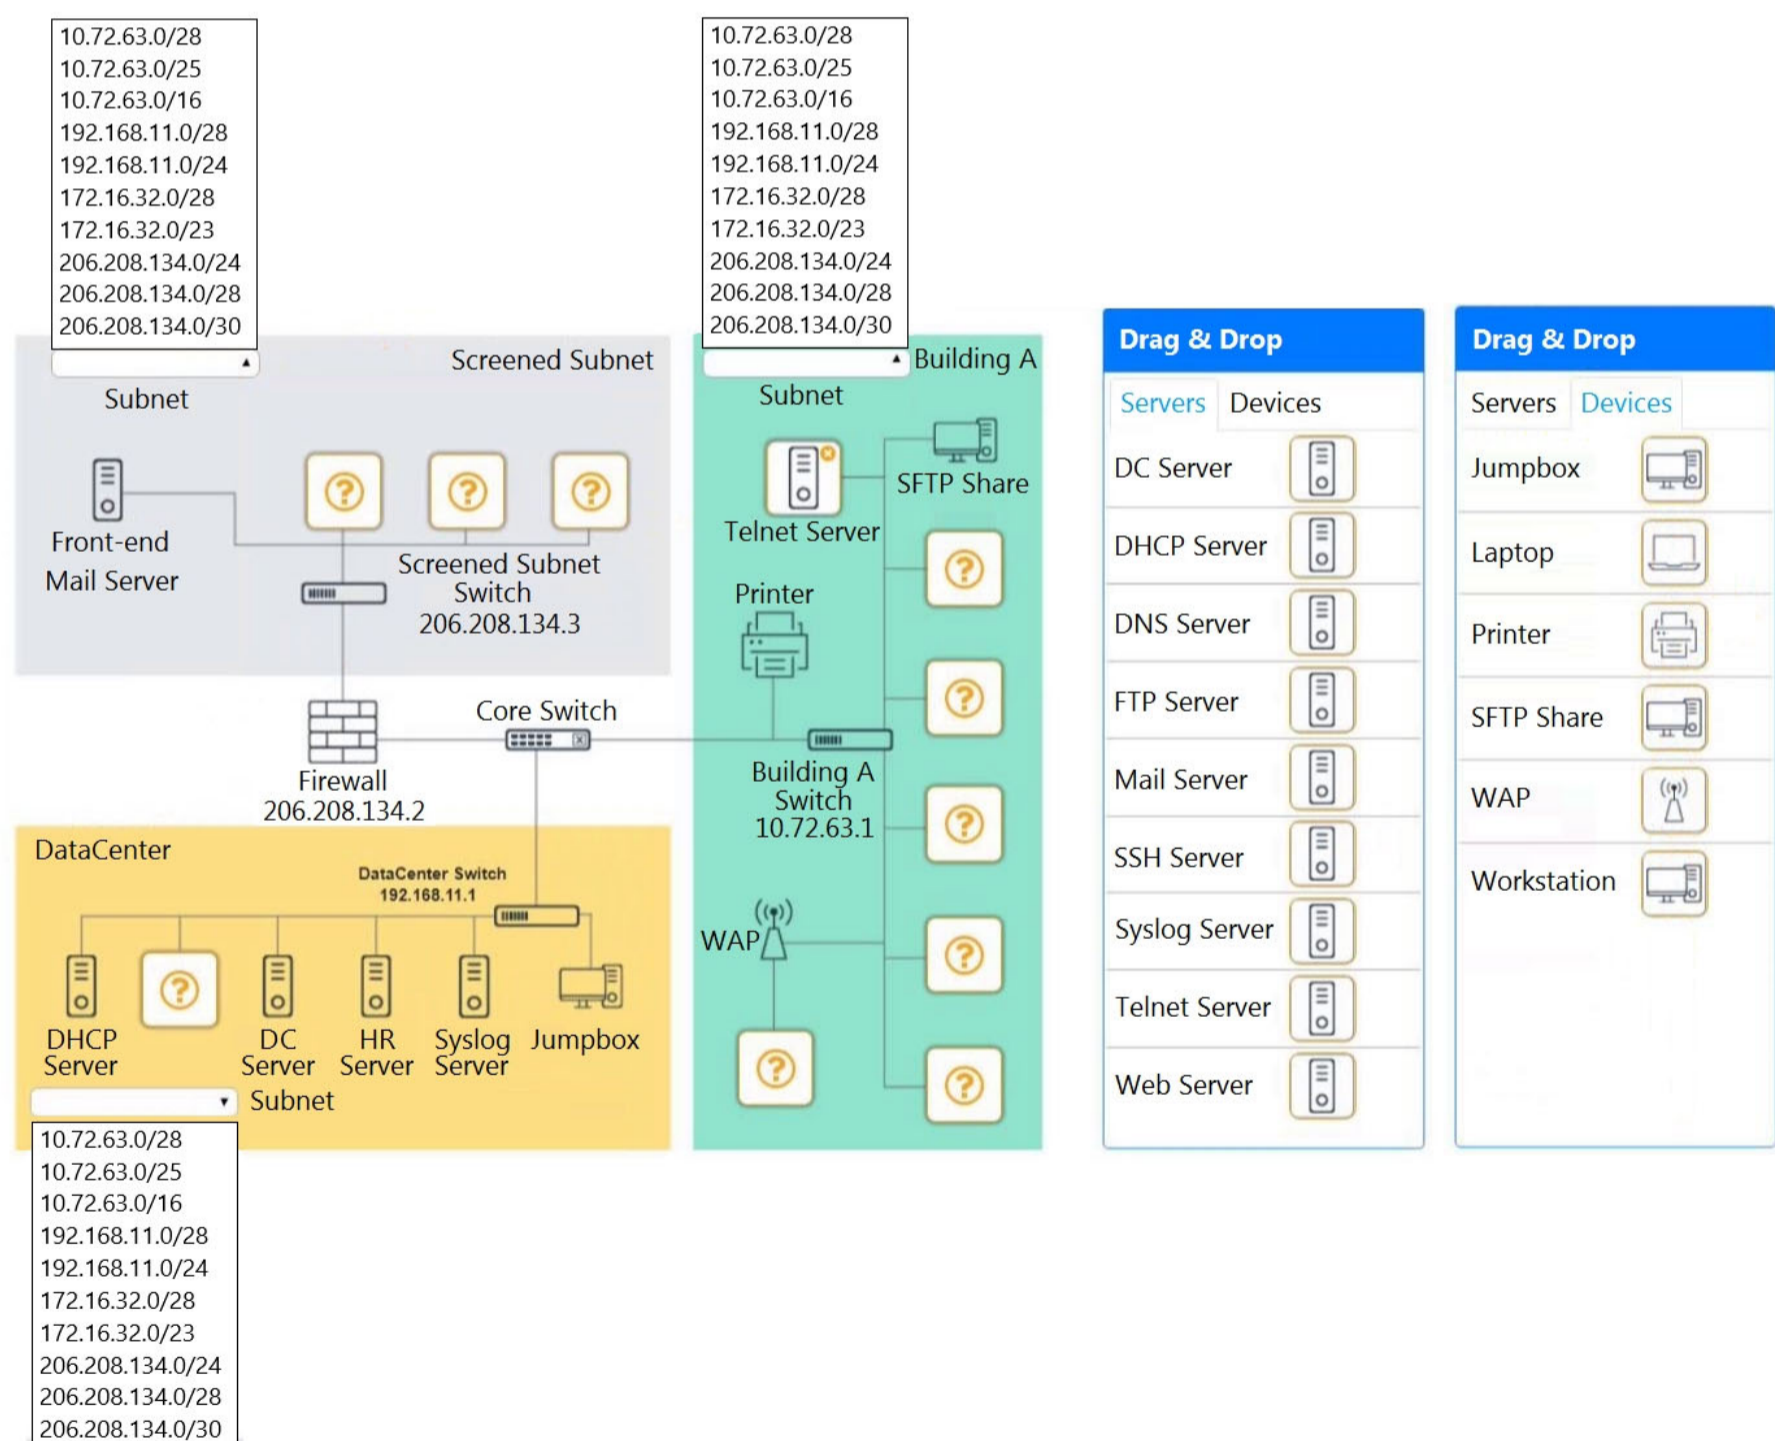 10.72.63.0/28
10.72.63.0/25
10.72.63.0/16
192.168.11.0/28
192.168.11.0/24
172.16.32.0/28
172.16.32.0/23
206.208.134.0/24
206.208.134.0/28
206.208.134.0/30
Subnet
Screened Subnet
Front-end
Mail Server
?
?
?
Screened Subnet
Switch
206.208.134.3
Firewall
206.208.134.2
Core Switch
10.72.63.0/28
10.72.63.0/25
10.72.63.0/16
192.168.11.0/28
192.168.11.0/24
172.16.32.0/28
172.16.32.0/23
206.208.134.0/24
206.208.134.0/28
206.208.134.0/30
Building A
Subnet
Telnet Server
SFTP Share
Printer
?
?
Building A
Switch
10.72.63.1
?
WAP
?
?
?
DataCenter
DataCenter Switch
192.168.11.1
?
DHCP
Server
DC
Server
HR
Server
Syslog
Server
Jumpbox
Subnet
10.72.63.0/28
10.72.63.0/25
10.72.63.0/16
192.168.11.0/28
192.168.11.0/24
172.16.32.0/28
172.16.32.0/23
206.208.134.0/24
206.208.134.0/28
206.208.134.0/30
Drag & Drop
Servers Devices
DC Server
DHCP Server
DNS Server
FTP Server
Mail Server
SSH Server
Syslog Server
Telnet Server
Web Server
Drag & Drop
Servers Devices
Jumpbox
Laptop
Printer
SFTP Share
WAP
Workstation